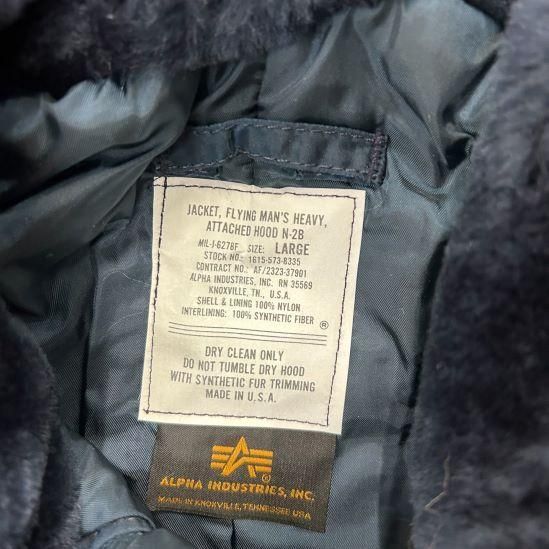 JACKET, FLYING MAN'S HEAVY,
ATTACHED HOOD N-2B
MIL-J-6278F SIZE: LARGE
STOCK NO.: 1615-573-8335
CONTRACT NO.: AF/2323-37901
ALPHA INDUSTRIES, INC. RN 35569
KNOXVILLE, TN., U.S.A.
SHELL & LINING 100% NYLON
INTERLINING: 100% SYNTHETIC FIBER ®
DRY CLEAN ONLY
DO NOT TUMBLE DRY HOOD
WITH SYNTHETIC FUR TRIMMING
MADE IN U.S.A.
®
ALPHA INDUSTRIES, INC.
MADE IN KNOXVILLE, TENNESSEE USA